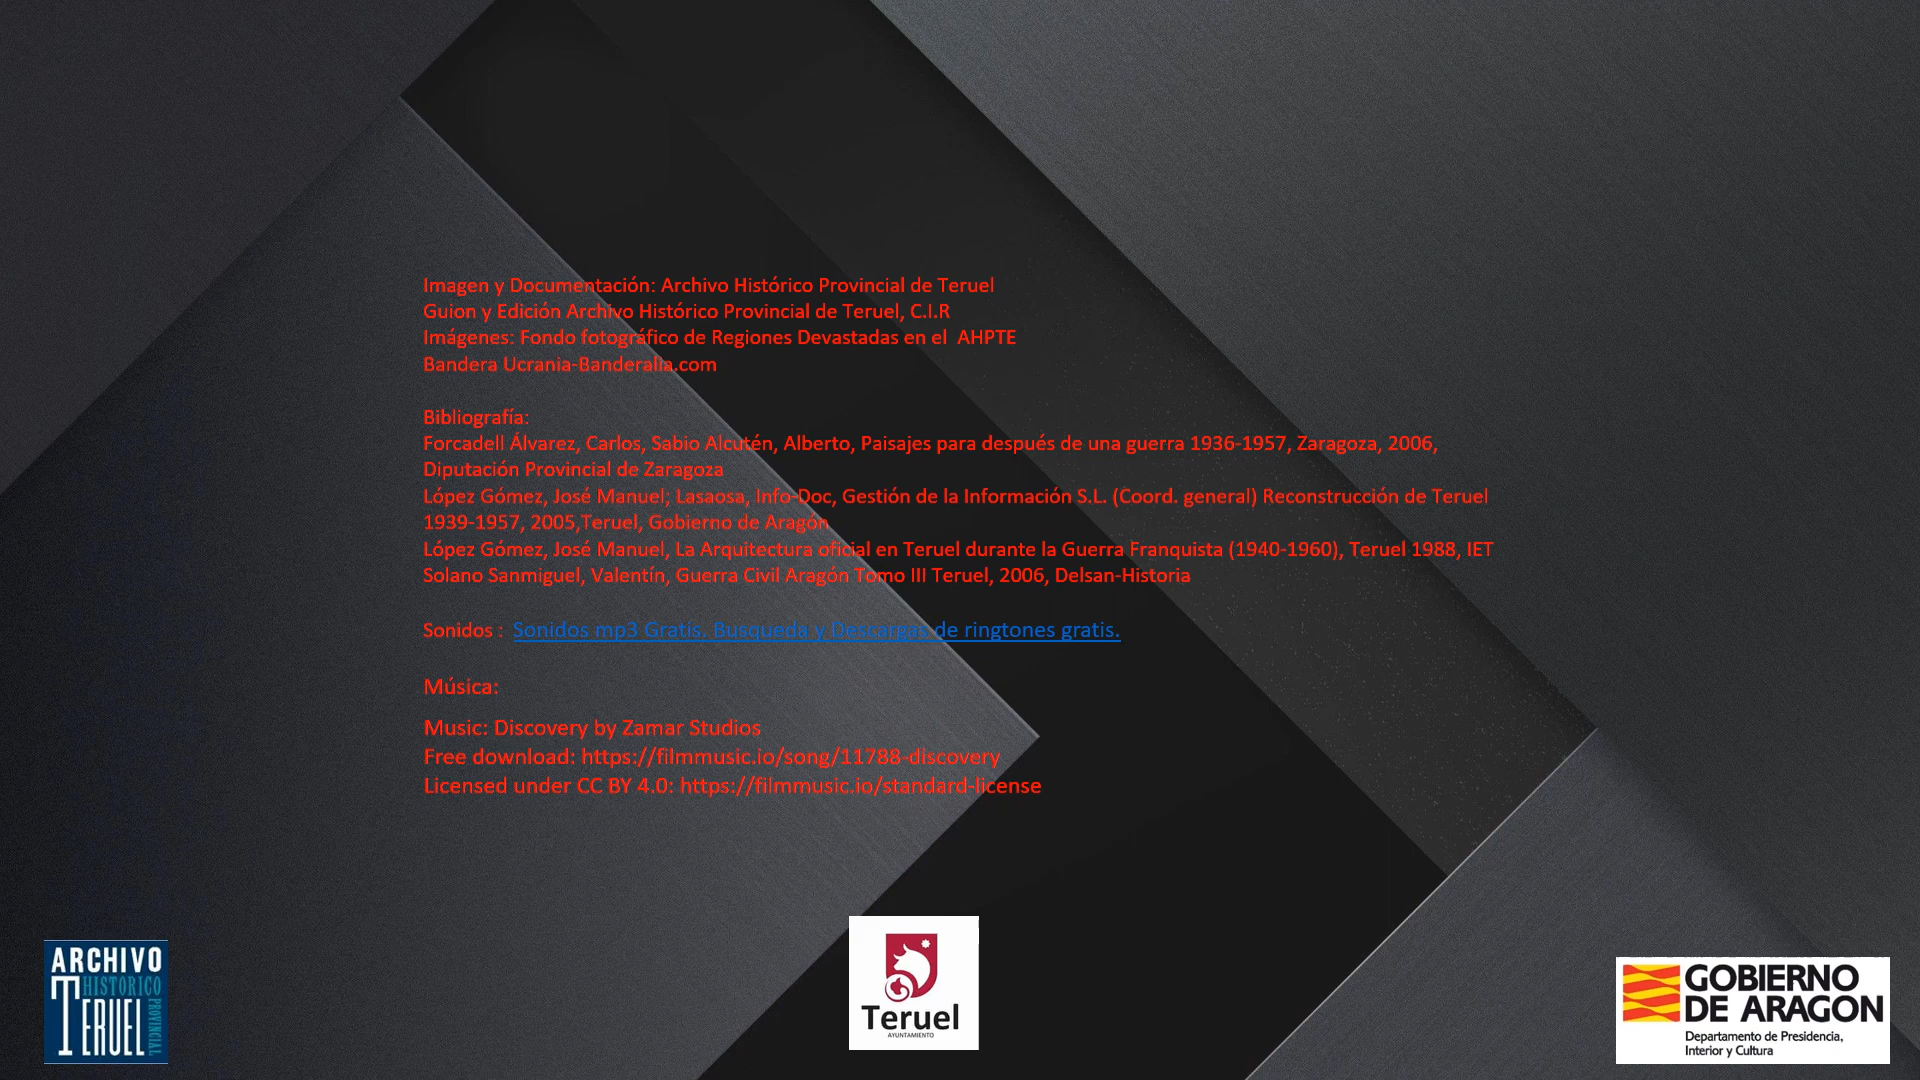 Imagen y Documentación: Archivo Histórico Provincial de Teruel
Guion y Edición Archivo Histórico Provincial de Teruel, C.I.R
Imágenes: Fondo fotográfico de Regiones Devastadas en el  AHPTE
Bandera Ucrania-Banderalia.com
Bibliografía:
Forcadell Álvarez, Carlos, Sabio Alcutén, Alberto, Paisajes para después de una guerra 1936-1957, Zaragoza, 2006,
Diputación Provincial de Zaragoza
López Gómez, José Manuel; Lasaosa, Info-Doc, Gestión de la Información S.L. (Coord. general) Reconstrucción de Teruel
1939-1957, 2005,Teruel, Gobierno de Aragón
López Gómez, José Manuel, La Arquitectura oficial en Teruel durante la Guerra Franquista (1940-1960), Teruel 1988, IET
Solano Sanmiguel, Valentín, Guerra Civil Aragón Tomo III Teruel, 2006, Delsan-Historia
Sonidos :  Sonidos mp3 Gratis. Busqueda y Descargas de ringtones gratis.
Música:
Music: Discovery by Zamar Studios
Free download: https://filmmusic.io/song/11788-discovery
Licensed under CC BY 4.0: https://filmmusic.io/standard-license
ARCHIVO
HISTORICO
PROVINCIAL
TERUEL
Teruel
AYUNTAMIENTO
GOBIERNO
DE ARAGON
Departamento de Presidencia,
Interior y Cultura